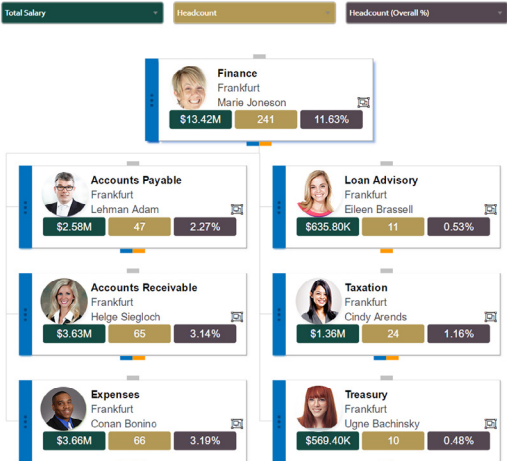 Total Salary
Headcount
Headcount (Overall %)
Finance
Frankfurt
Marie Joneson
$13.42M 241 11.63%
Accounts Payable
Frankfurt
Lehman Adam
$2.58M 47 2.27%
Loan Advisory
Frankfurt
Eileen Brassell
$635.80K 11 0.53%
Accounts Receivable
Frankfurt
Helge Siegloch
$3.63M 65 3.14%
Taxation
Frankfurt
Cindy Arends
$1.36M 24 1.16%
Expenses
Frankfurt
Conan Bonino
$3.66M 66 3.19%
Treasury
Frankfurt
Ugne Bachinsky
$569.40K 10 0.48%